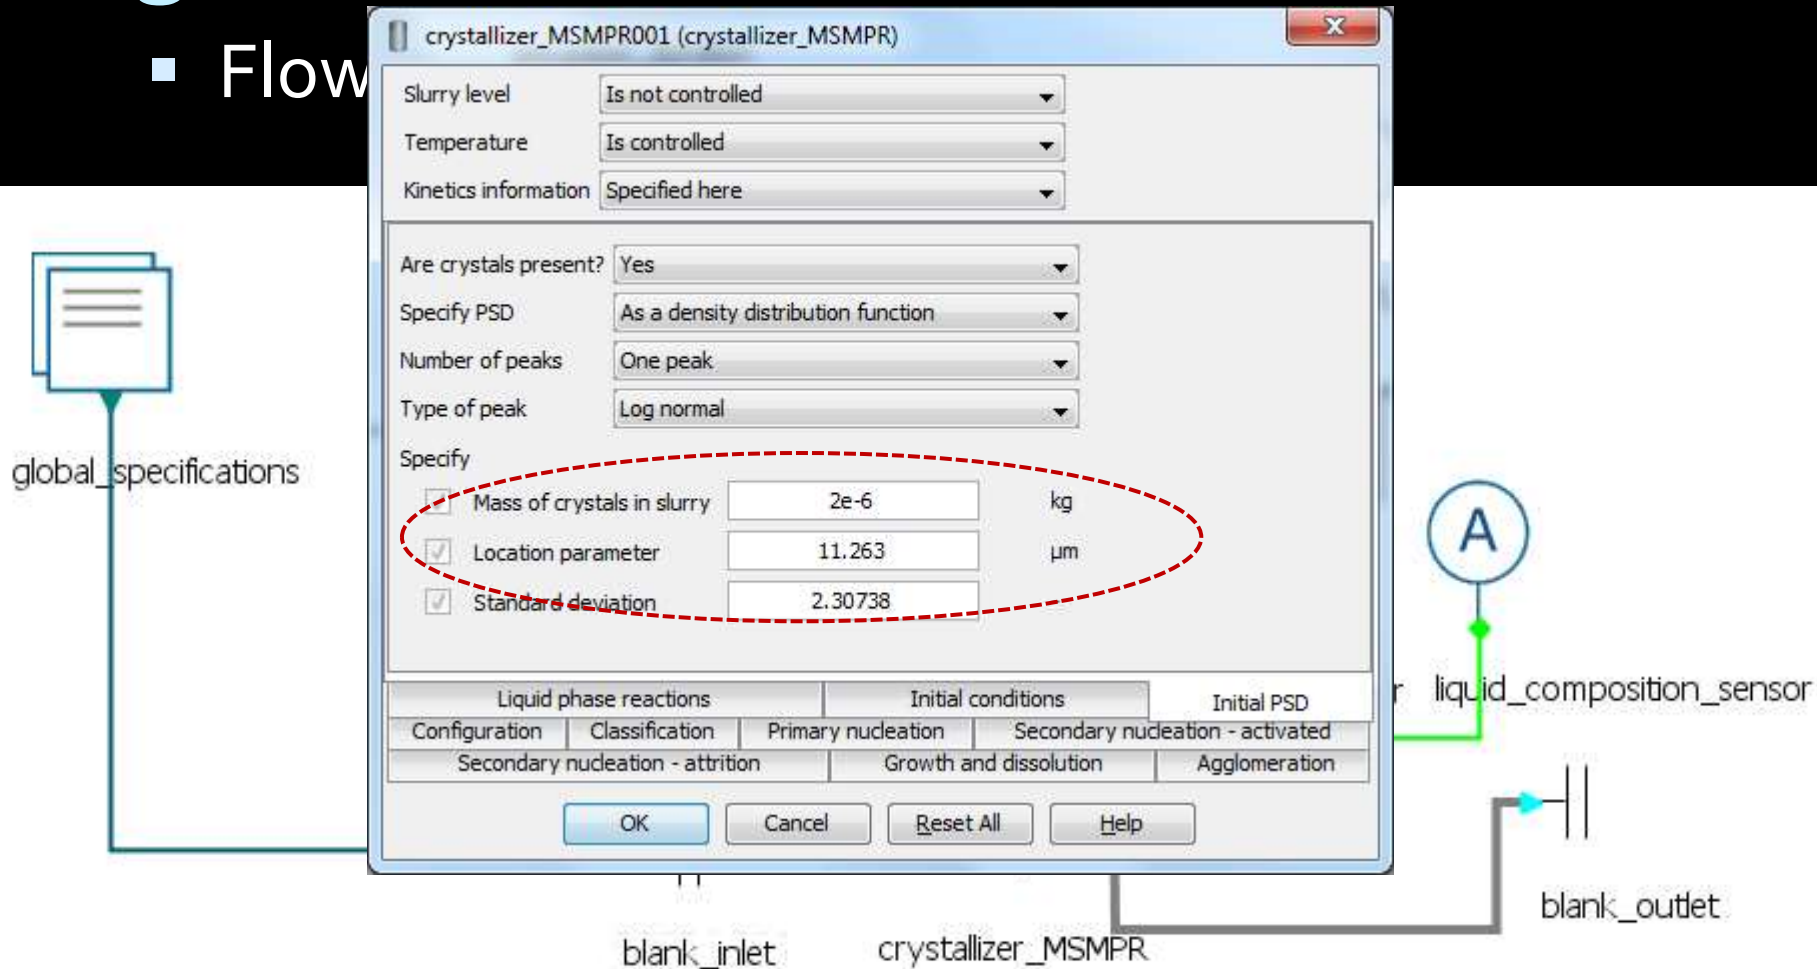 Flow
crystallizer_MSMPR001 (crystallizer_MSMPR)
Slurry level Is not controlled
Temperature Is controlled
Kinetics information Specified here
Are crystals present? Yes
Specify PSD As a density distribution function
Number of peaks One peak
Type of peak Log normal
Specify
Mass of crystals in slurry 2e-6 kg
Location parameter 11.263 µm
Standard deviation 2.30738
Liquid phase reactions Initial conditions Initial PSD
Configuration Classification Primary nucleation Secondary nucleation - activated
Secondary nucleation - attrition Growth and dissolution Agglomeration
OK Cancel Reset All Help
global_specifications
A
liquid_composition_sensor
blank_outlet
blank_inlet
crystallizer_MSMPR